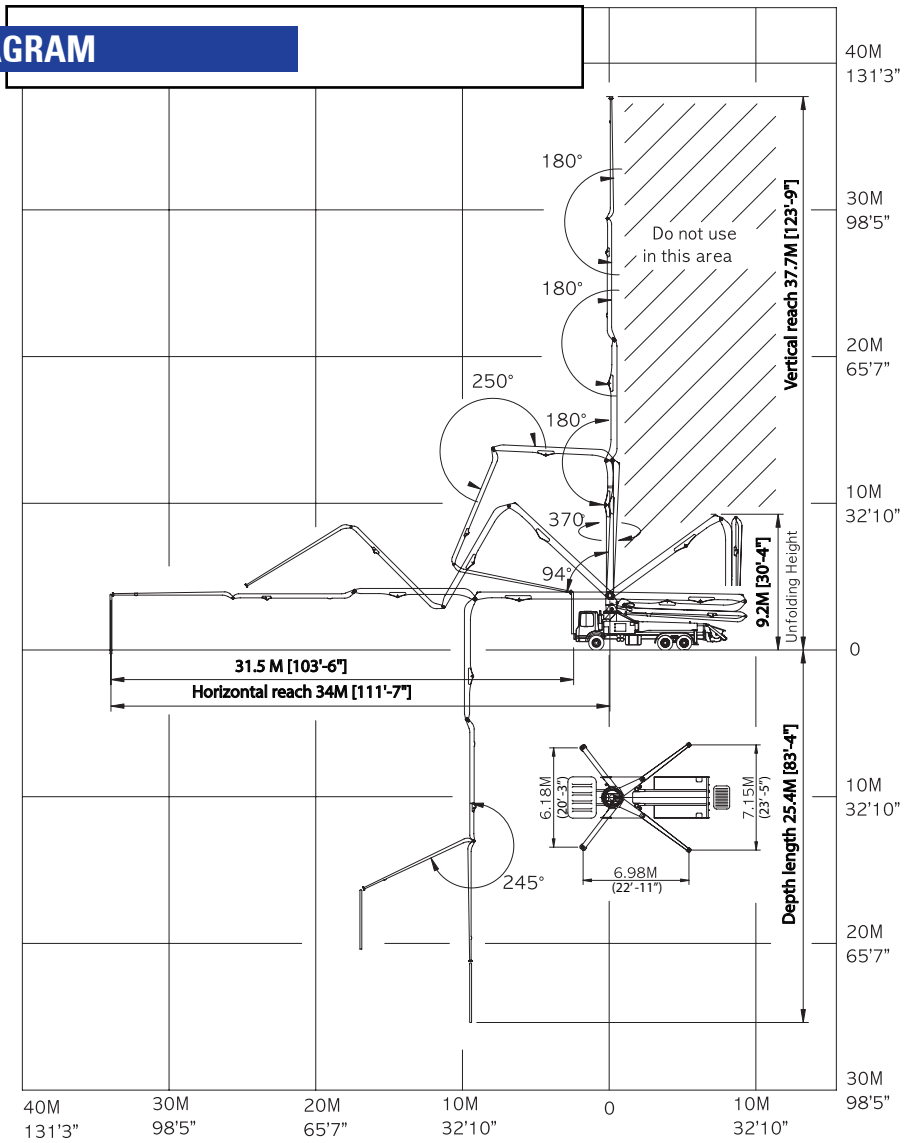 AGRAM
40M
131'3"
180°
30M
98'5"
Do not use
in this area
Vertical reach 37.7M [123'-9"]
180°
20M
65'7"
250°
180°
10M
32'10"
370°
94°
9.2M [30'-4"]
Unfolding Height
0
31.5 M [103'-6"]
Horizontal reach 34M [111'-7"]
6.18M
(20'-3")
7.15M
(23'-5")
10M
32'10"
Depth length 25.4M [83'-4"]
6.98M
(22'-11")
245°
20M
65'7"
30M
98'5"
40M
131'3"
30M
98'5"
20M
65'7"
10M
32'10"
0
10M
32'10"